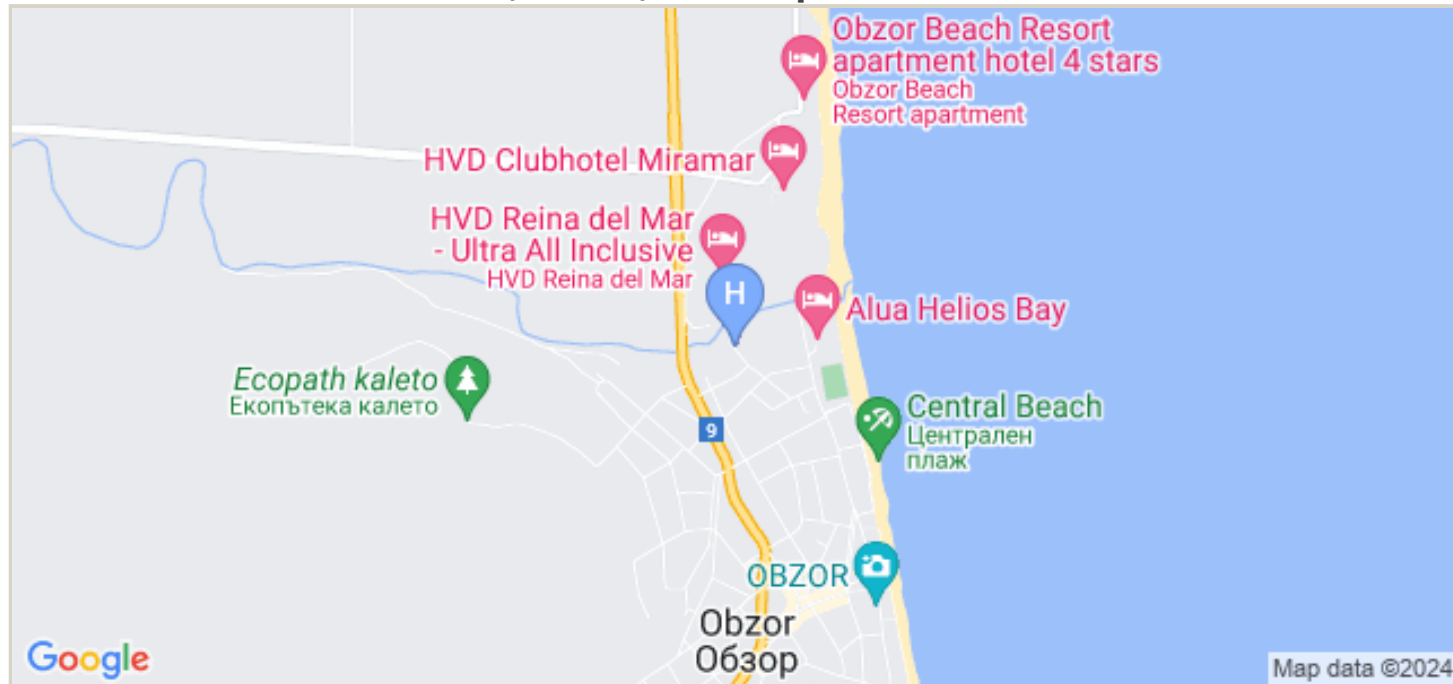 Obzor Beach Resort
apartment hotel 4 stars
Obzor Beach
Resort apartment
HVD Clubhotel Miramar
HVD Reina del Mar
- Ultra All Inclusive
HVD Reina del Mar
H
Alua Helios Bay
Ecopath kaleto
Екопътека калето
Central Beach
Централен
плаж
9
OBZOR
Obzor
Обзор
Google
Map data ©2024